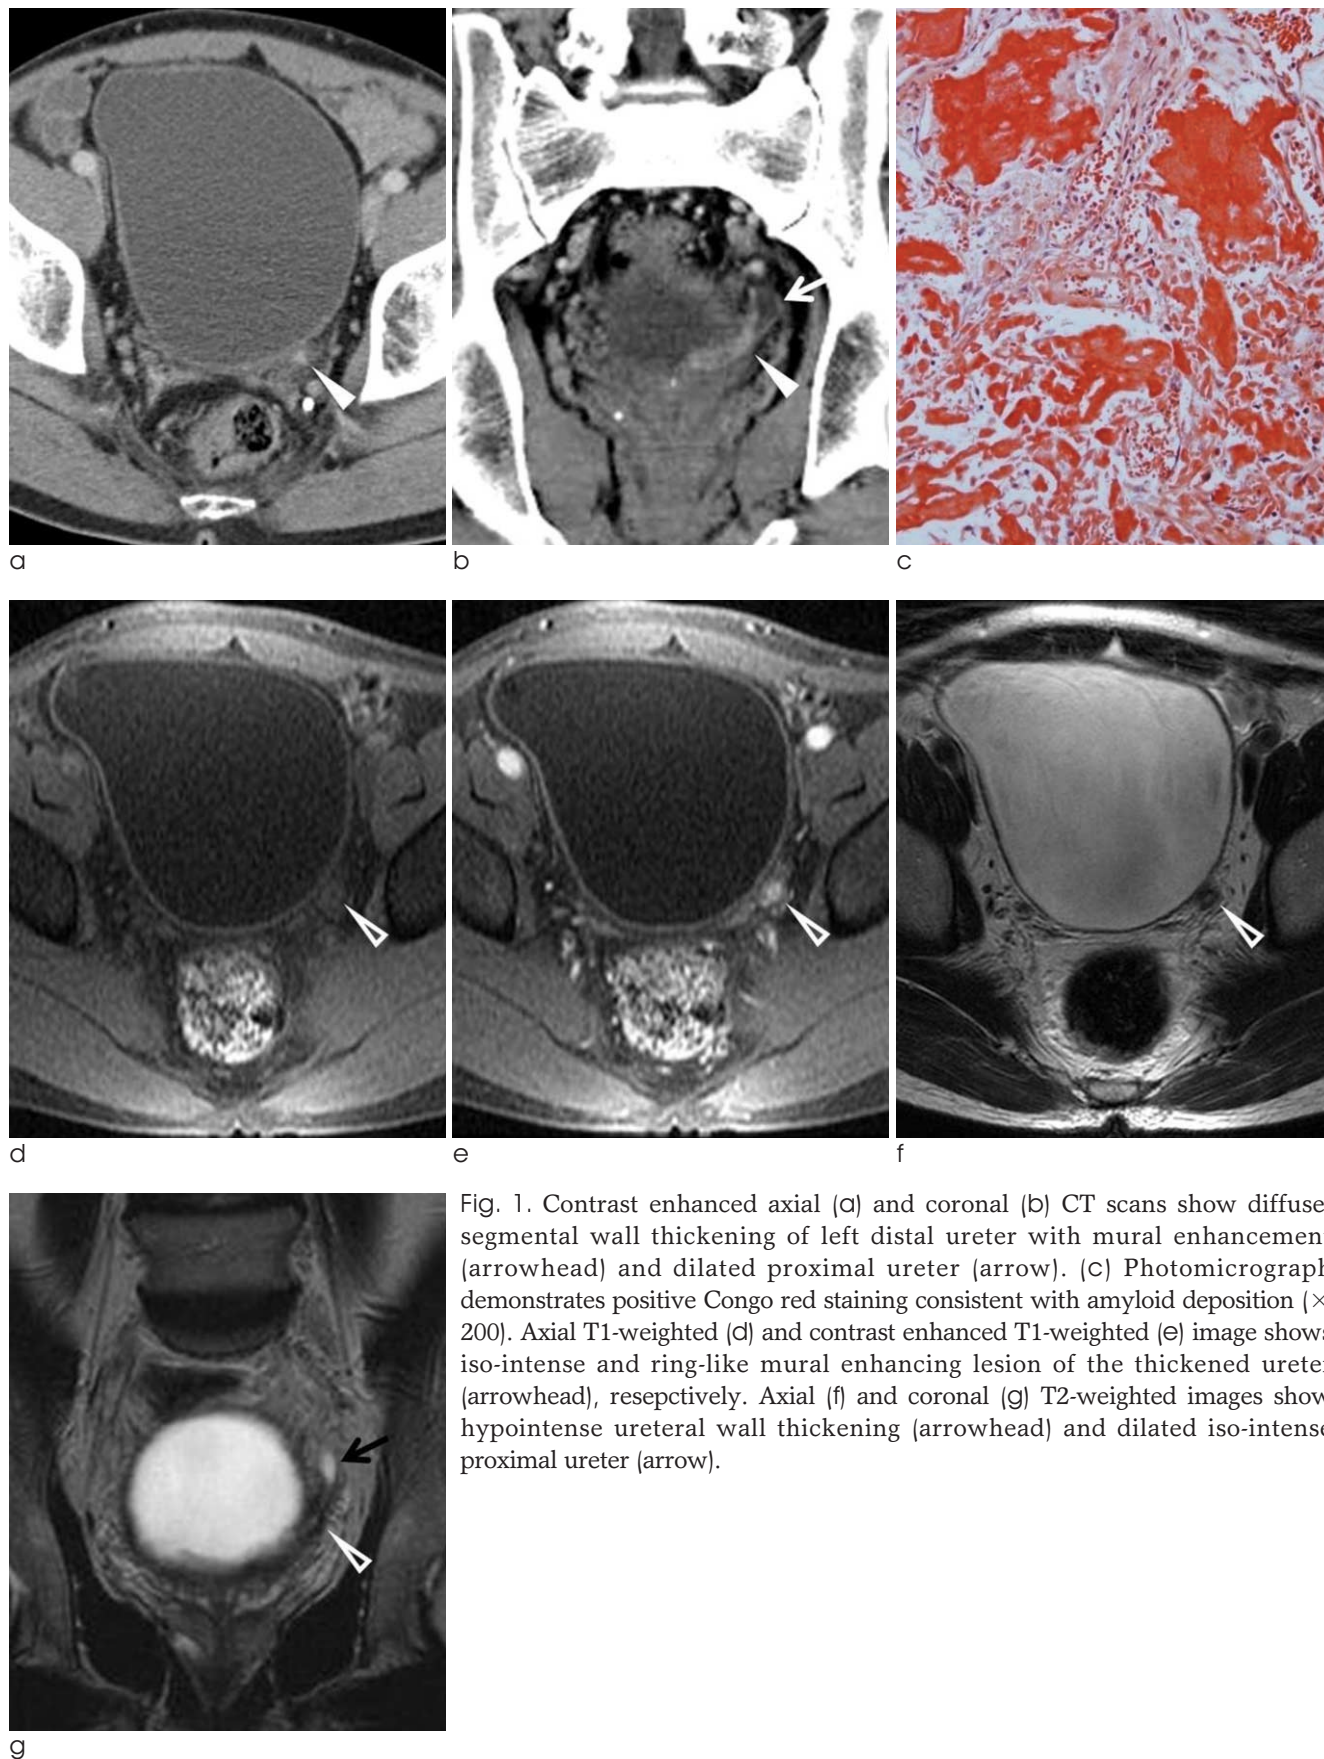 a
b
c
d
e
f
Fig. 1. Contrast enhanced axial (a) and coronal (b) CT scans show diffuse
segmental wall thickening of left distal ureter with mural enhancement
(arrowhead) and dilated proximal ureter (arrow). (c) Photomicrograph
demonstrates positive Congo red staining consistent with amyloid deposition (×
200). Axial T1-weighted (d) and contrast enhanced T1-weighted (e) image shows
iso-intense and ring-like mural enhancing lesion of the thickened ureter
(arrowhead), resepctively. Axial (f) and coronal (g) T2-weighted images show
hypointense ureteral wall thickening (arrowhead) and dilated iso-intense
proximal ureter (arrow).
g